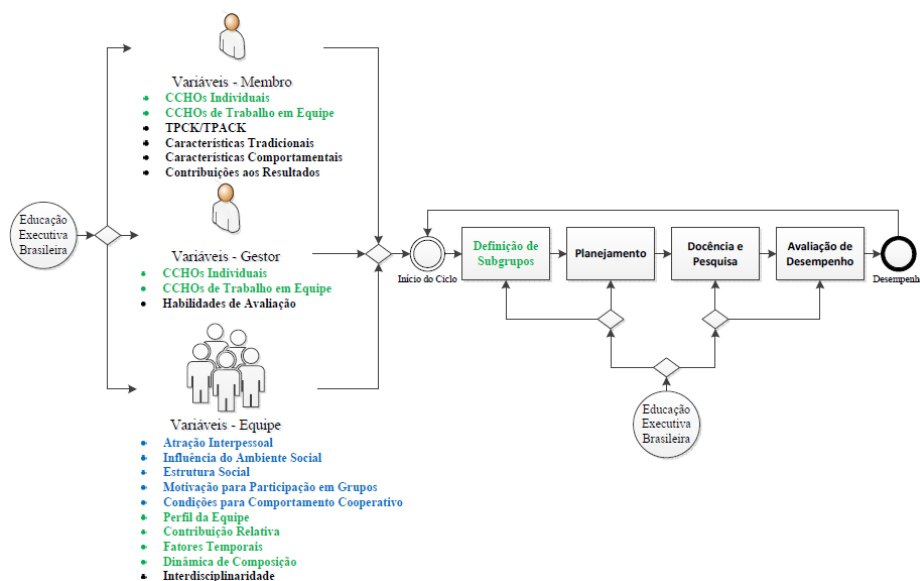 Educação
Executiva
Brasileira
Variáveis - Membro
CCHOs Individuais
CCHOs de Trabalho em Equipe
TPCK/TPACK
Características Tradicionais
Características Comportamentais
Contribuições aos Resultados
Variáveis - Gestor
CCHOs Individuais
CCHOs de Trabalho em Equipe
Habilidades de Avaliação
Variáveis - Equipe
Atração Interpessoal
Influência do Ambiente Social
Estrutura Social
Motivação para Participação em Grupos
Condições para Comportamento Cooperativo
Perfil da Equipe
Contribuição Relativa
Fatores Temporais
Dinâmica de Composição
Interdisciplinaridade
Início do Ciclo
Definição de
Subgrupos
Planejamento
Docência e
Pesquisa
Avaliação de
Desempenho
Desempenh
Educação
Executiva
Brasileira